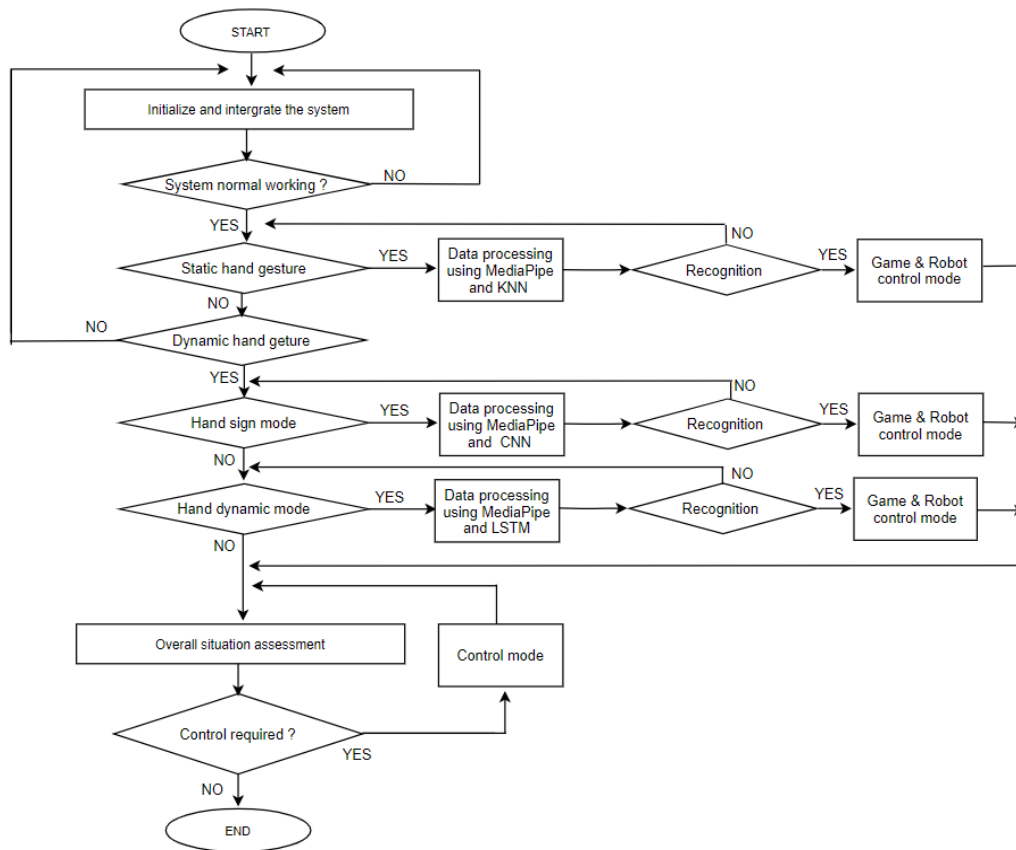 START
Initialize and intergrate the system
System normal working ?
NO
YES
NO
Static hand gesture
YES
Data processing
using MediaPipe
and KNN
Recognition
YES
Game & Robot
control mode
NO
NO
Dynamic hand geture
YES
NO
Hand sign mode
YES
Data processing
using MediaPipe
and CNN
Recognition
YES
Game & Robot
control mode
NO
NO
Hand dynamic mode
YES
Data processing
using MediaPipe
and LSTM
Recognition
YES
Game & Robot
control mode
NO
Overall situation assessment
Control mode
Control required ?
YES
NO
END